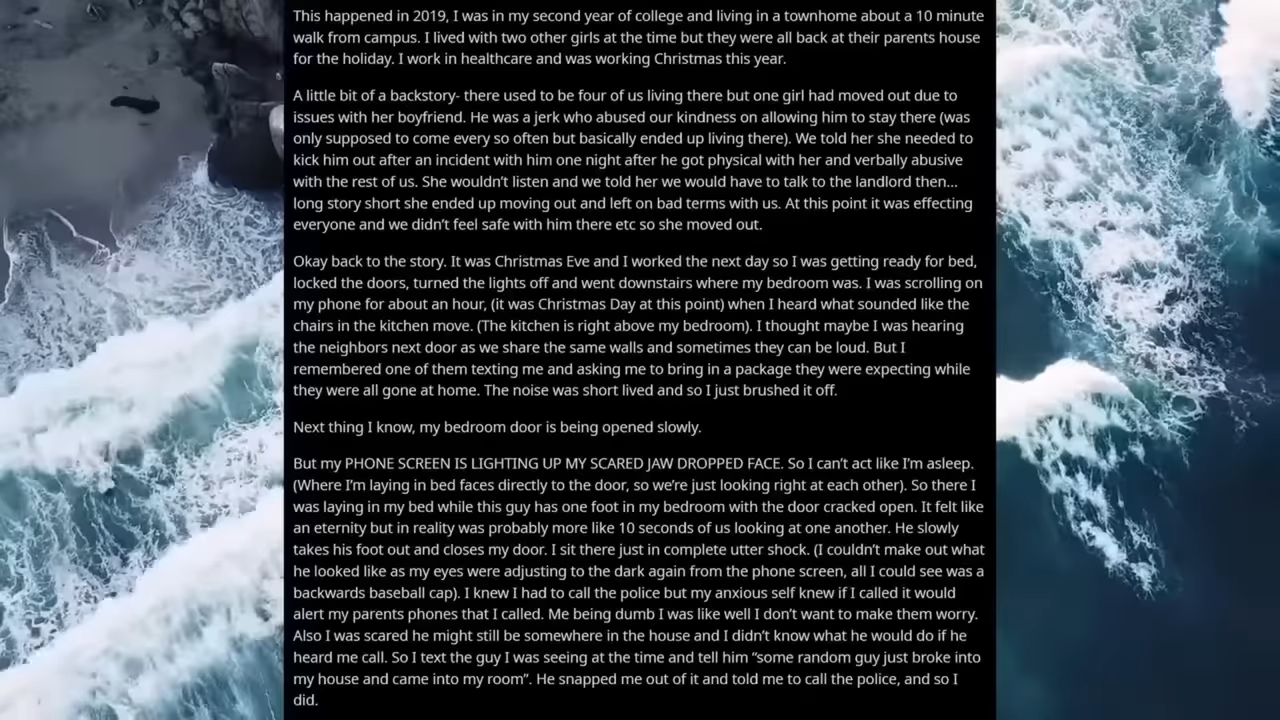 This happened in 2019, I was in my second year of college and living in a townhome about a 10 minute
walk from campus. I lived with two other girls at the time but they were all back at their parents house
for the holiday. I work in healthcare and was working Christmas this year.
A little bit of a backstory- there used to be four of us living there but one girl had moved out due to
issues with her boyfriend. He was a jerk who abused our kindness on allowing him to stay there (was
only supposed to come every so often but basically ended up living there). We told her she needed to
kick him out after an incident with him one night after he got physical with her and verbally abusive
with the rest of us. She wouldn’t listen and we told her we would have to talk to the landlord then...
long story short she ended up moving out and left on bad terms with us. At this point it was effecting
everyone and we didn’t feel safe with him there etc so she moved out.
Okay back to the story. It was Christmas Eve and I worked the next day so I was getting ready for bed,
locked the doors, turned the lights off and went downstairs where my bedroom was. I was scrolling on
my phone for about an hour, (it was Christmas Day at this point) when I heard what sounded like the
chairs in the kitchen move. (The kitchen is right above my bedroom). I thought maybe I was hearing
the neighbors next door as we share the same walls and sometimes they can be loud. But I
remembered one of them texting me and asking me to bring in a package they were expecting while
they were all gone at home. The noise was short lived and so I just brushed it off.
Next thing I know, my bedroom door is being opened slowly.
But my PHONE SCREEN IS LIGHTING UP MY SCARED JAW DROPPED FACE. So I can’t act like I’m asleep.
(Where I’m laying in bed faces directly to the door, so we’re just looking right at each other). So there I
was laying in my bed while this guy has one foot in my bedroom with the door cracked open. It felt like
an eternity but in reality was probably more like 10 seconds of us looking at one another. He slowly
takes his foot out and closes my door. I sit there just in complete utter shock. (I couldn’t make out what
he looked like as my eyes were adjusting to the dark again from the phone screen, all I could see was a
backwards baseball cap). I knew I had to call the police but my anxious self knew if I called it would
alert my parents phones that I called. Me being dumb I was like well I don’t want to make them worry.
Also I was scared he might still be somewhere in the house and I didn’t know what he would do if he
heard me call. So I text the guy I was seeing at the time and tell him “some random guy just broke into
my house and came into my room”. He snapped me out of it and told me to call the police, and so I
did.